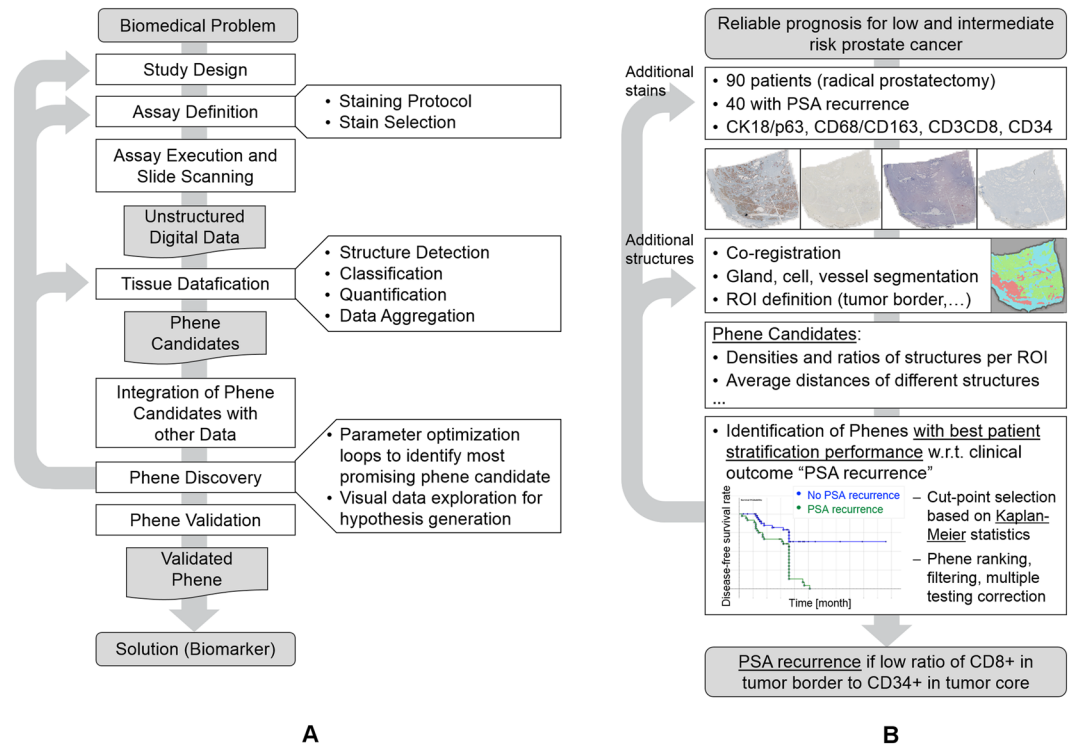 Biomedical Problem
Study Design
Assay Definition
• Staining Protocol
• Stain Selection
Assay Execution and
Slide Scanning
Unstructured
Digital Data
Tissue Datafication
• Structure Detection
• Classification
• Quantification
• Data Aggregation
Phene
Candidates
Integration of Phene
Candidates with
other Data
Phene Discovery
• Parameter optimization
loops to identify most
promising phene candidate
• Visual data exploration for
hypothesis generation
Phene Validation
Validated
Phene
Solution (Biomarker)
A
Reliable prognosis for low and intermediate
risk prostate cancer
Additional
stains
• 90 patients (radical prostatectomy)
• 40 with PSA recurrence
• CK18/p63, CD68/CD163, CD3CD8, CD34
Additional
structures
• Co-registration
• Gland, cell, vessel segmentation
• ROI definition (tumor border,…)
Phene Candidates:
• Densities and ratios of structures per ROI
• Average distances of different structures
...
• Identification of Phenes with best patient
stratification performance w.r.t. clinical
outcome “PSA recurrence”
Disease-free survival rate
• No PSA recurrence
• PSA recurrence
Time [month]
– Cut-point selection
based on Kaplan-
Meier statistics
– Phene ranking,
filtering, multiple
testing correction
PSA recurrence if low ratio of CD8+ in
tumor border to CD34+ in tumor core
B